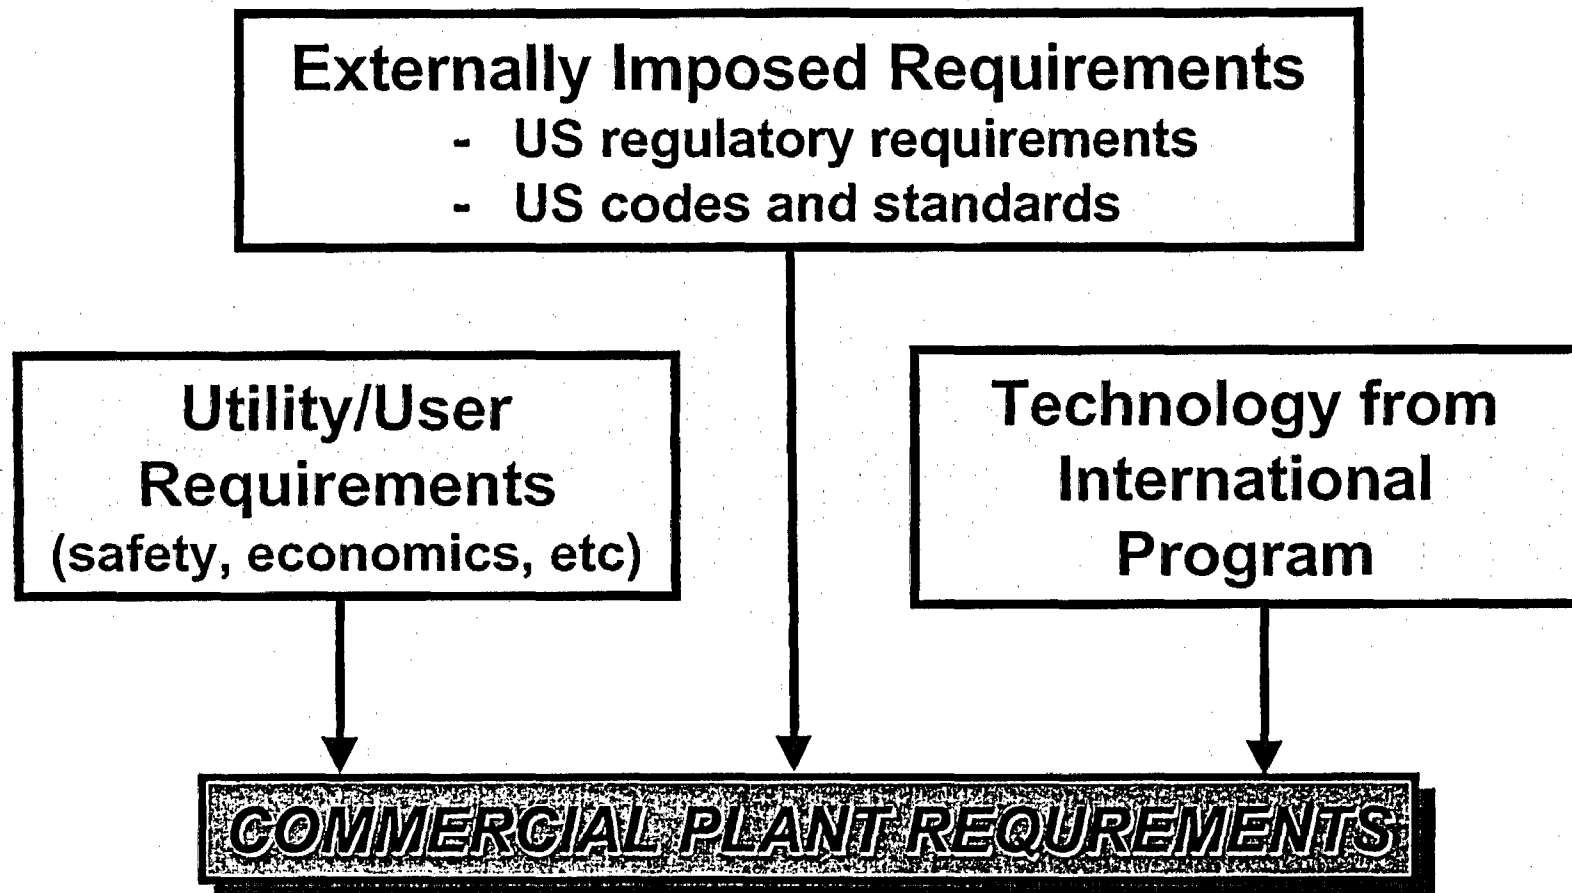 Externally Imposed Requirements
- US regulatory requirements
- US codes and standards
Utility/User
Requirements
(safety, economics, etc)
Technology from
International
Program
COMMERCIAL PLANT REQUREMENTS